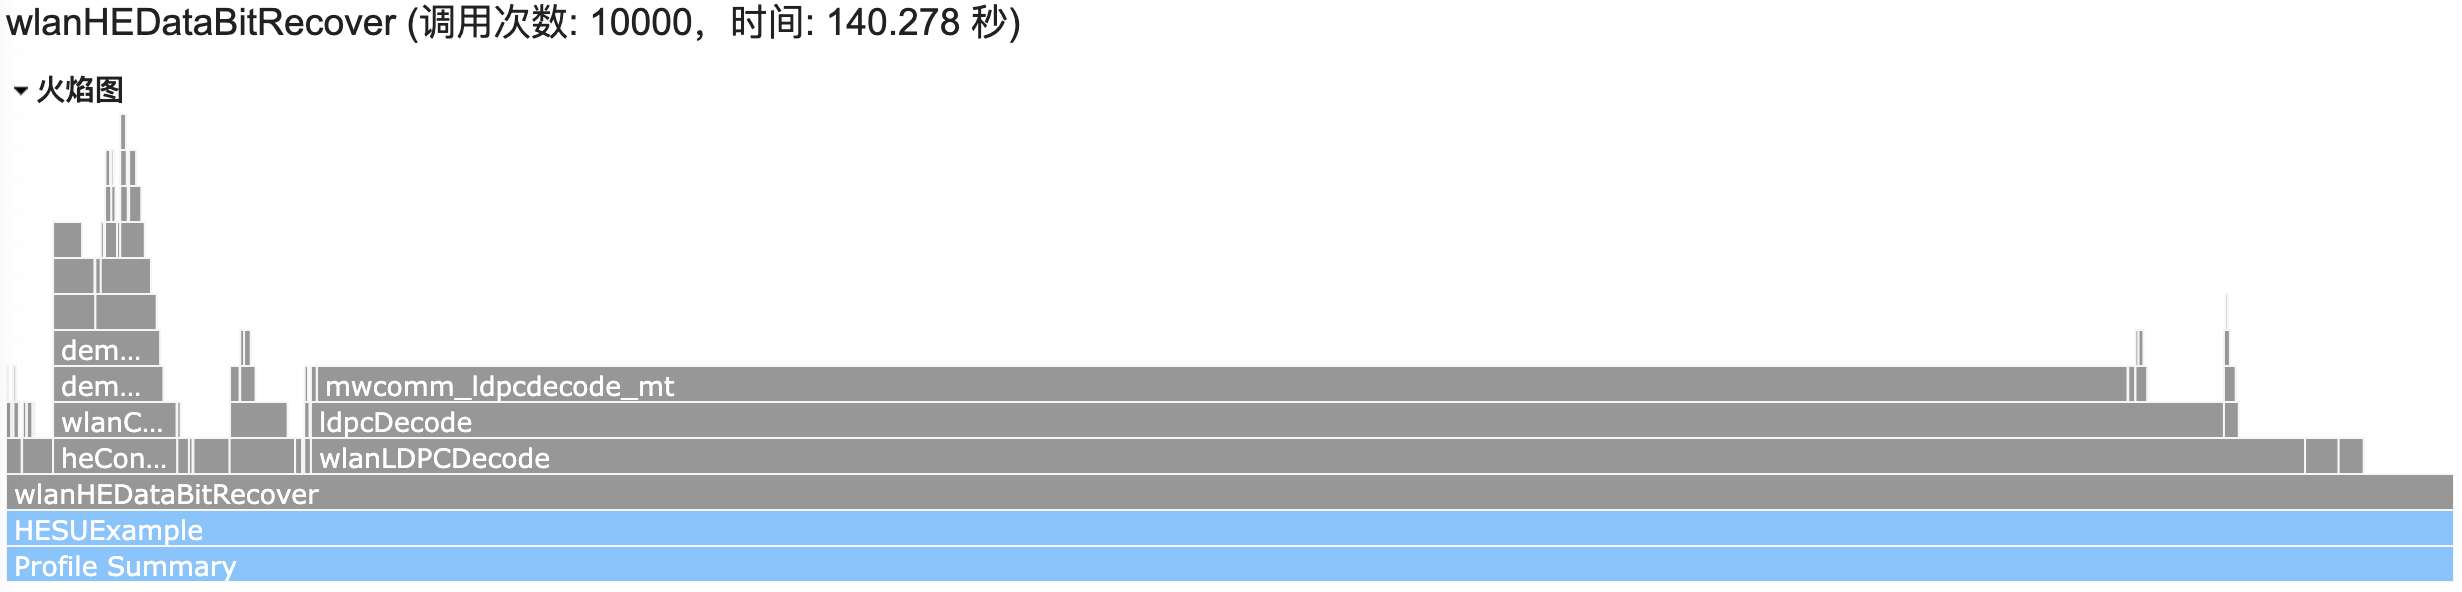 wlanHEDataBitRecover (调用次数: 10000，时间: 140.278 秒)
火焰图
dem...
dem... mwcomm_ldpcdecode_mt
wlanC... ldpcDecode
heCon... wlanLDPCDecode
wlanHEDataBitRecover
HESUExample
Profile Summary